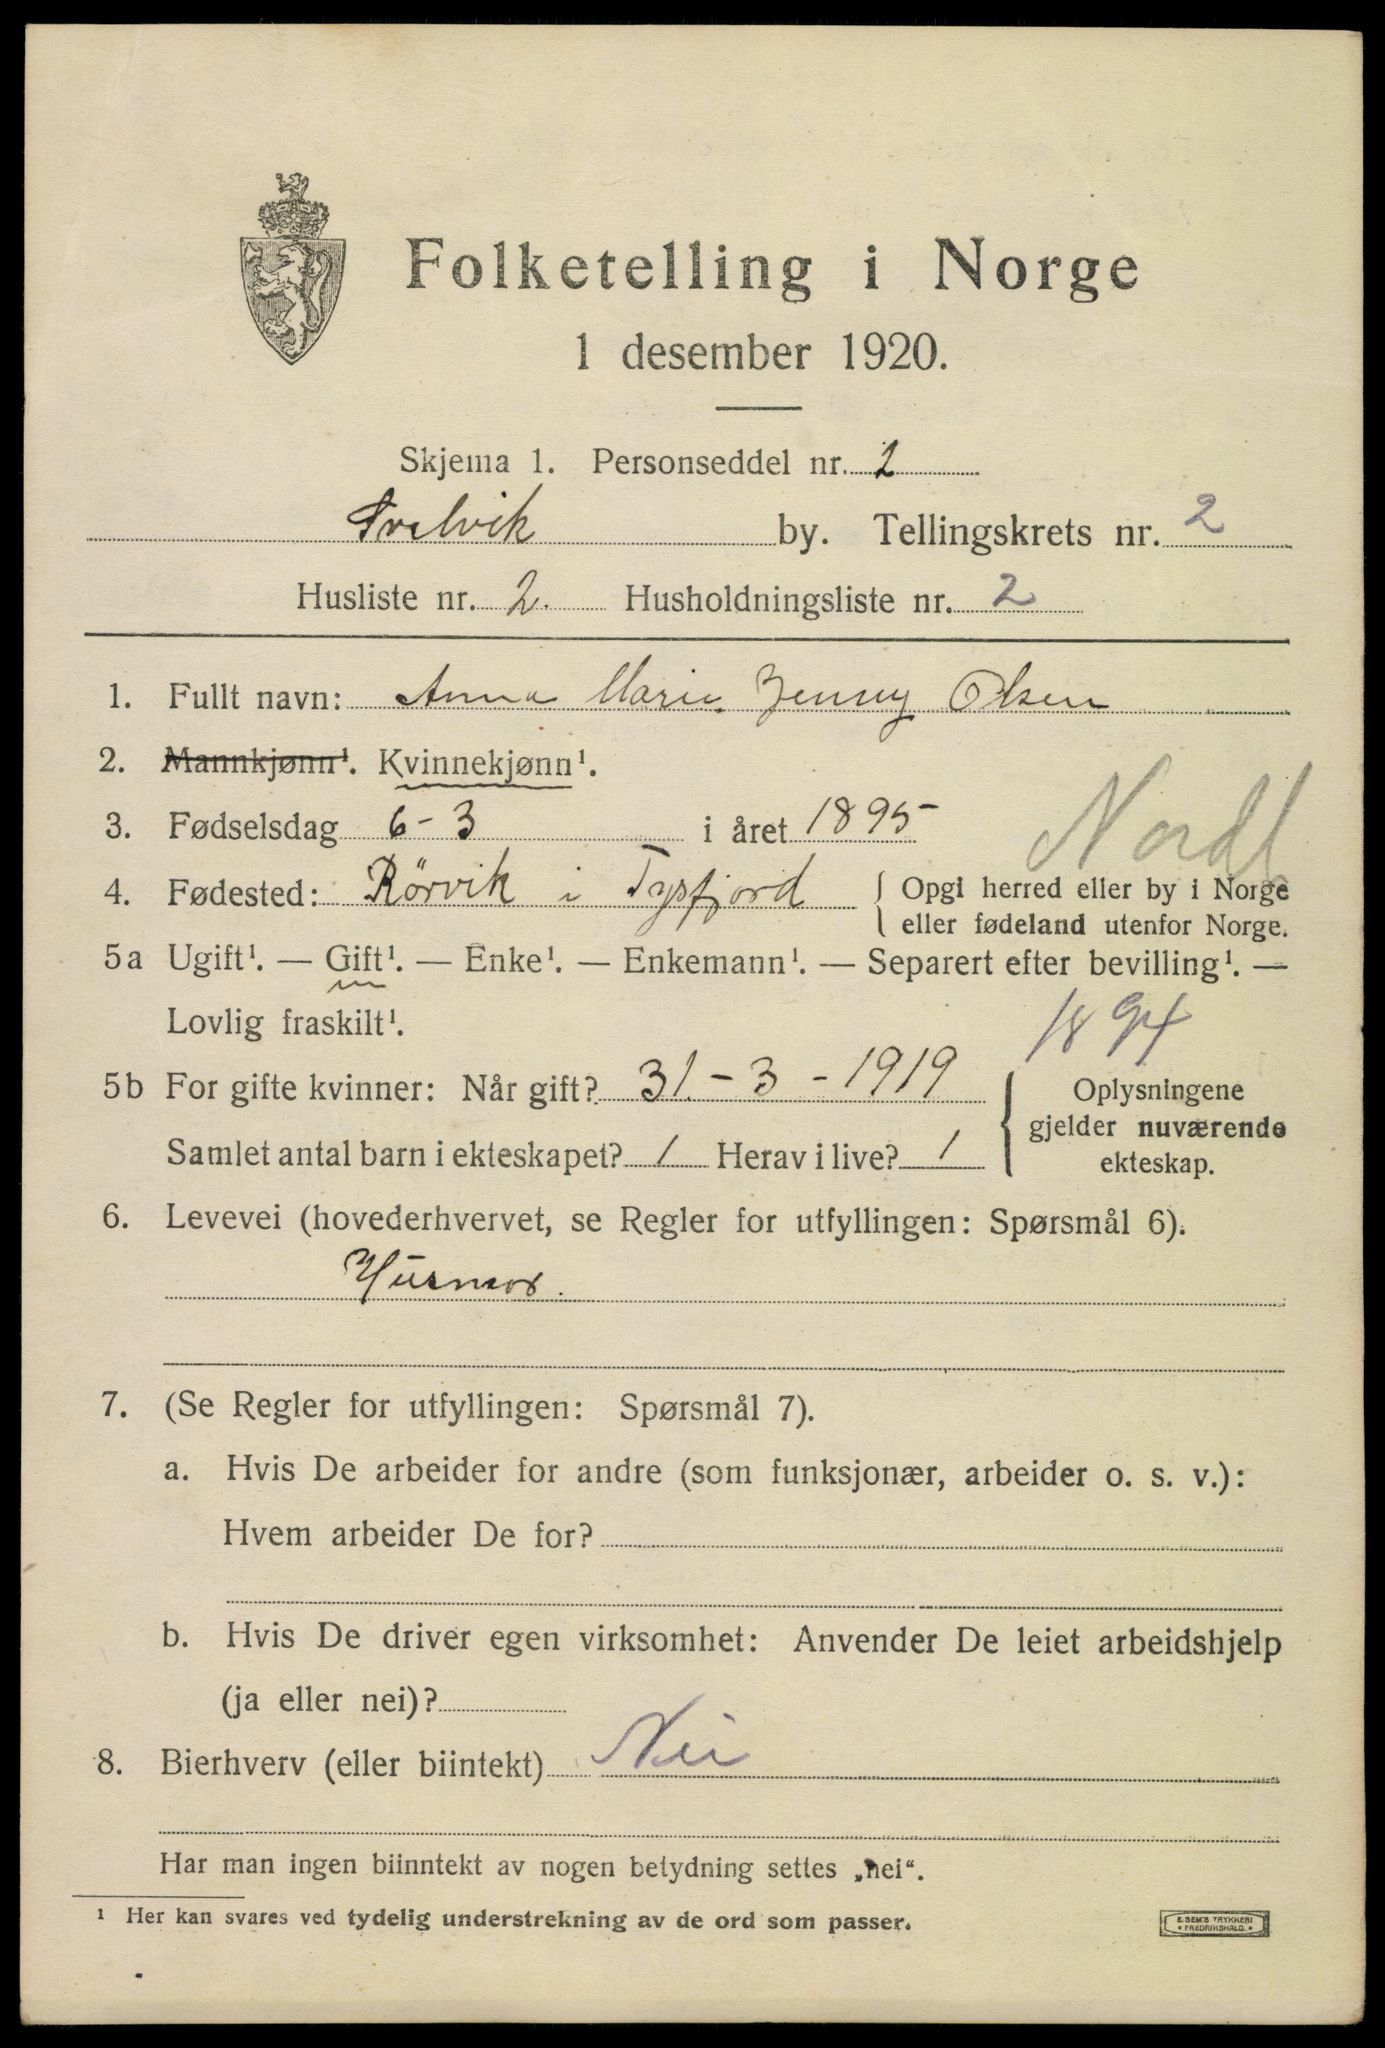 Folketelling i Norge
1 desember 1920.
Skjema 1. Personseddel nr. 2
Svelvik by. Tellingskrets nr. 2
Husliste nr. 2. Husholdningsliste nr. 2
1. Fullt navn: Anna Marie Jenny Olsen
2. Mannkjønn¹. Kvinnekjønn¹.
3. Fødselsdag 6-3 i året 1895
Nordl
4. Fødested: Rörvik i Tysfjord { Opgi herred eller by i Norge
eller fødeland utenfor Norge.
5a Ugift¹. — Gift¹. — Enke¹. — Enkemann¹. — Separert efter bevilling¹. —
Lovlig fraskilt¹.
1894
5b For gifte kvinner: Når gift? 31-3-1919 { Oplysningene
gjelder nuværende
Samlet antal barn i ekteskapet? 1 Herav i live? 1 ekteskap.
6. Levevei (hovederhvervet, se Regler for utfyllingen: Spørsmål 6).
Husmor.
7. (Se Regler for utfyllingen: Spørsmål 7).
a. Hvis De arbeider for andre (som funksjonær, arbeider o. s. v.):
Hvem arbeider De for?
b. Hvis De driver egen virksomhet: Anvender De leiet arbeidshjelp
(ja eller nei)?
8. Bierhverv (eller biintekt) Nei
Har man ingen biinntekt av nogen betydning settes „nei“.
¹ Her kan svares ved tydelig understrekning av de ord som passer.
E. SEM'S TRYKKERI
* FREDRIKSHALD. *